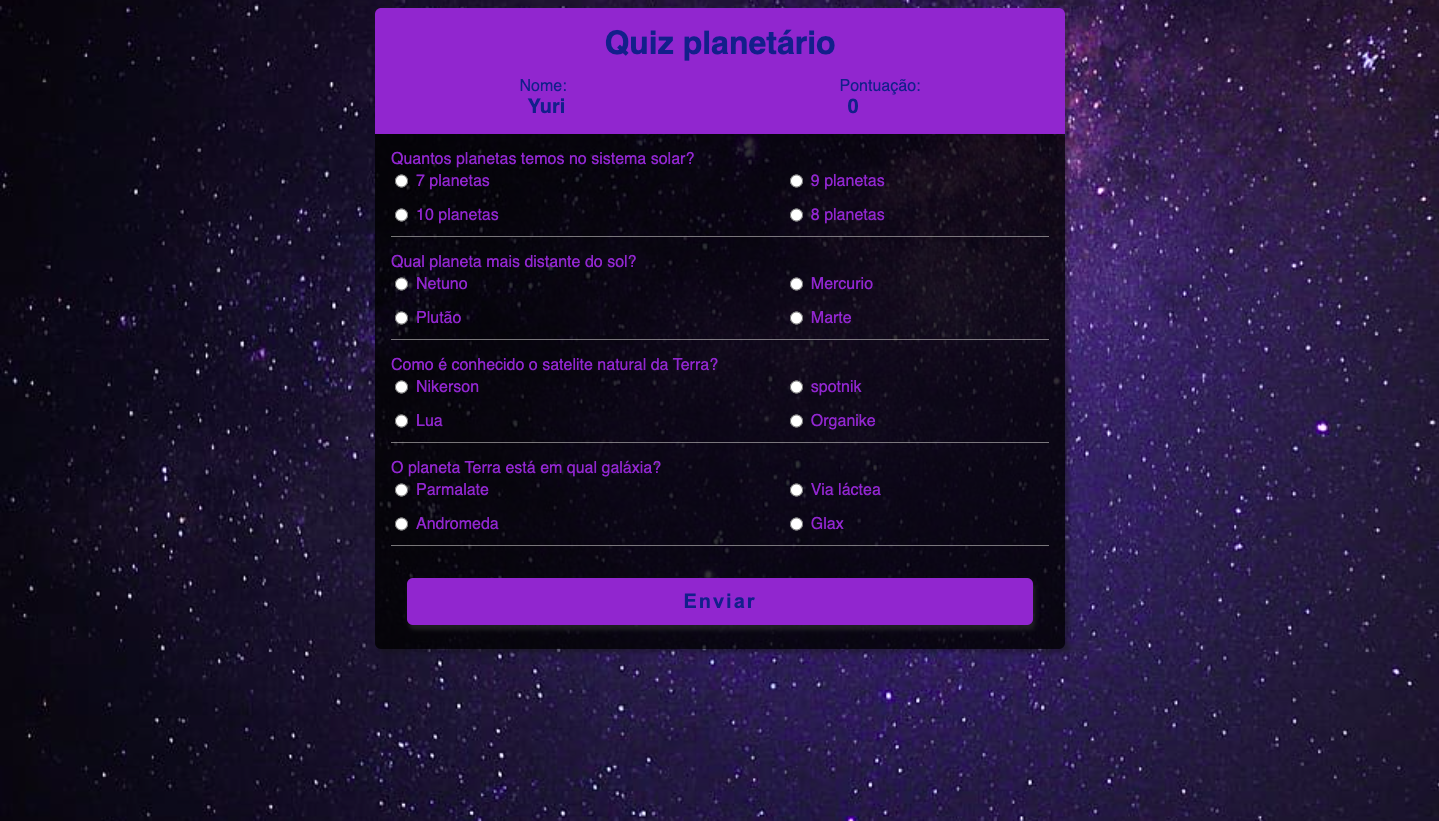 Quiz planetário
Nome: Pontuação:
Yuri 0
Quantos planetas temos no sistema solar?
7 planetas 9 planetas
10 planetas 8 planetas
Qual planeta mais distante do sol?
Netuno Mercurio
Plutão Marte
Como é conhecido o satelite natural da Terra?
Nikerson spotnik
Lua Organike
O planeta Terra está em qual galáxia?
Parmalate Via láctea
Andromeda Glax
Enviar